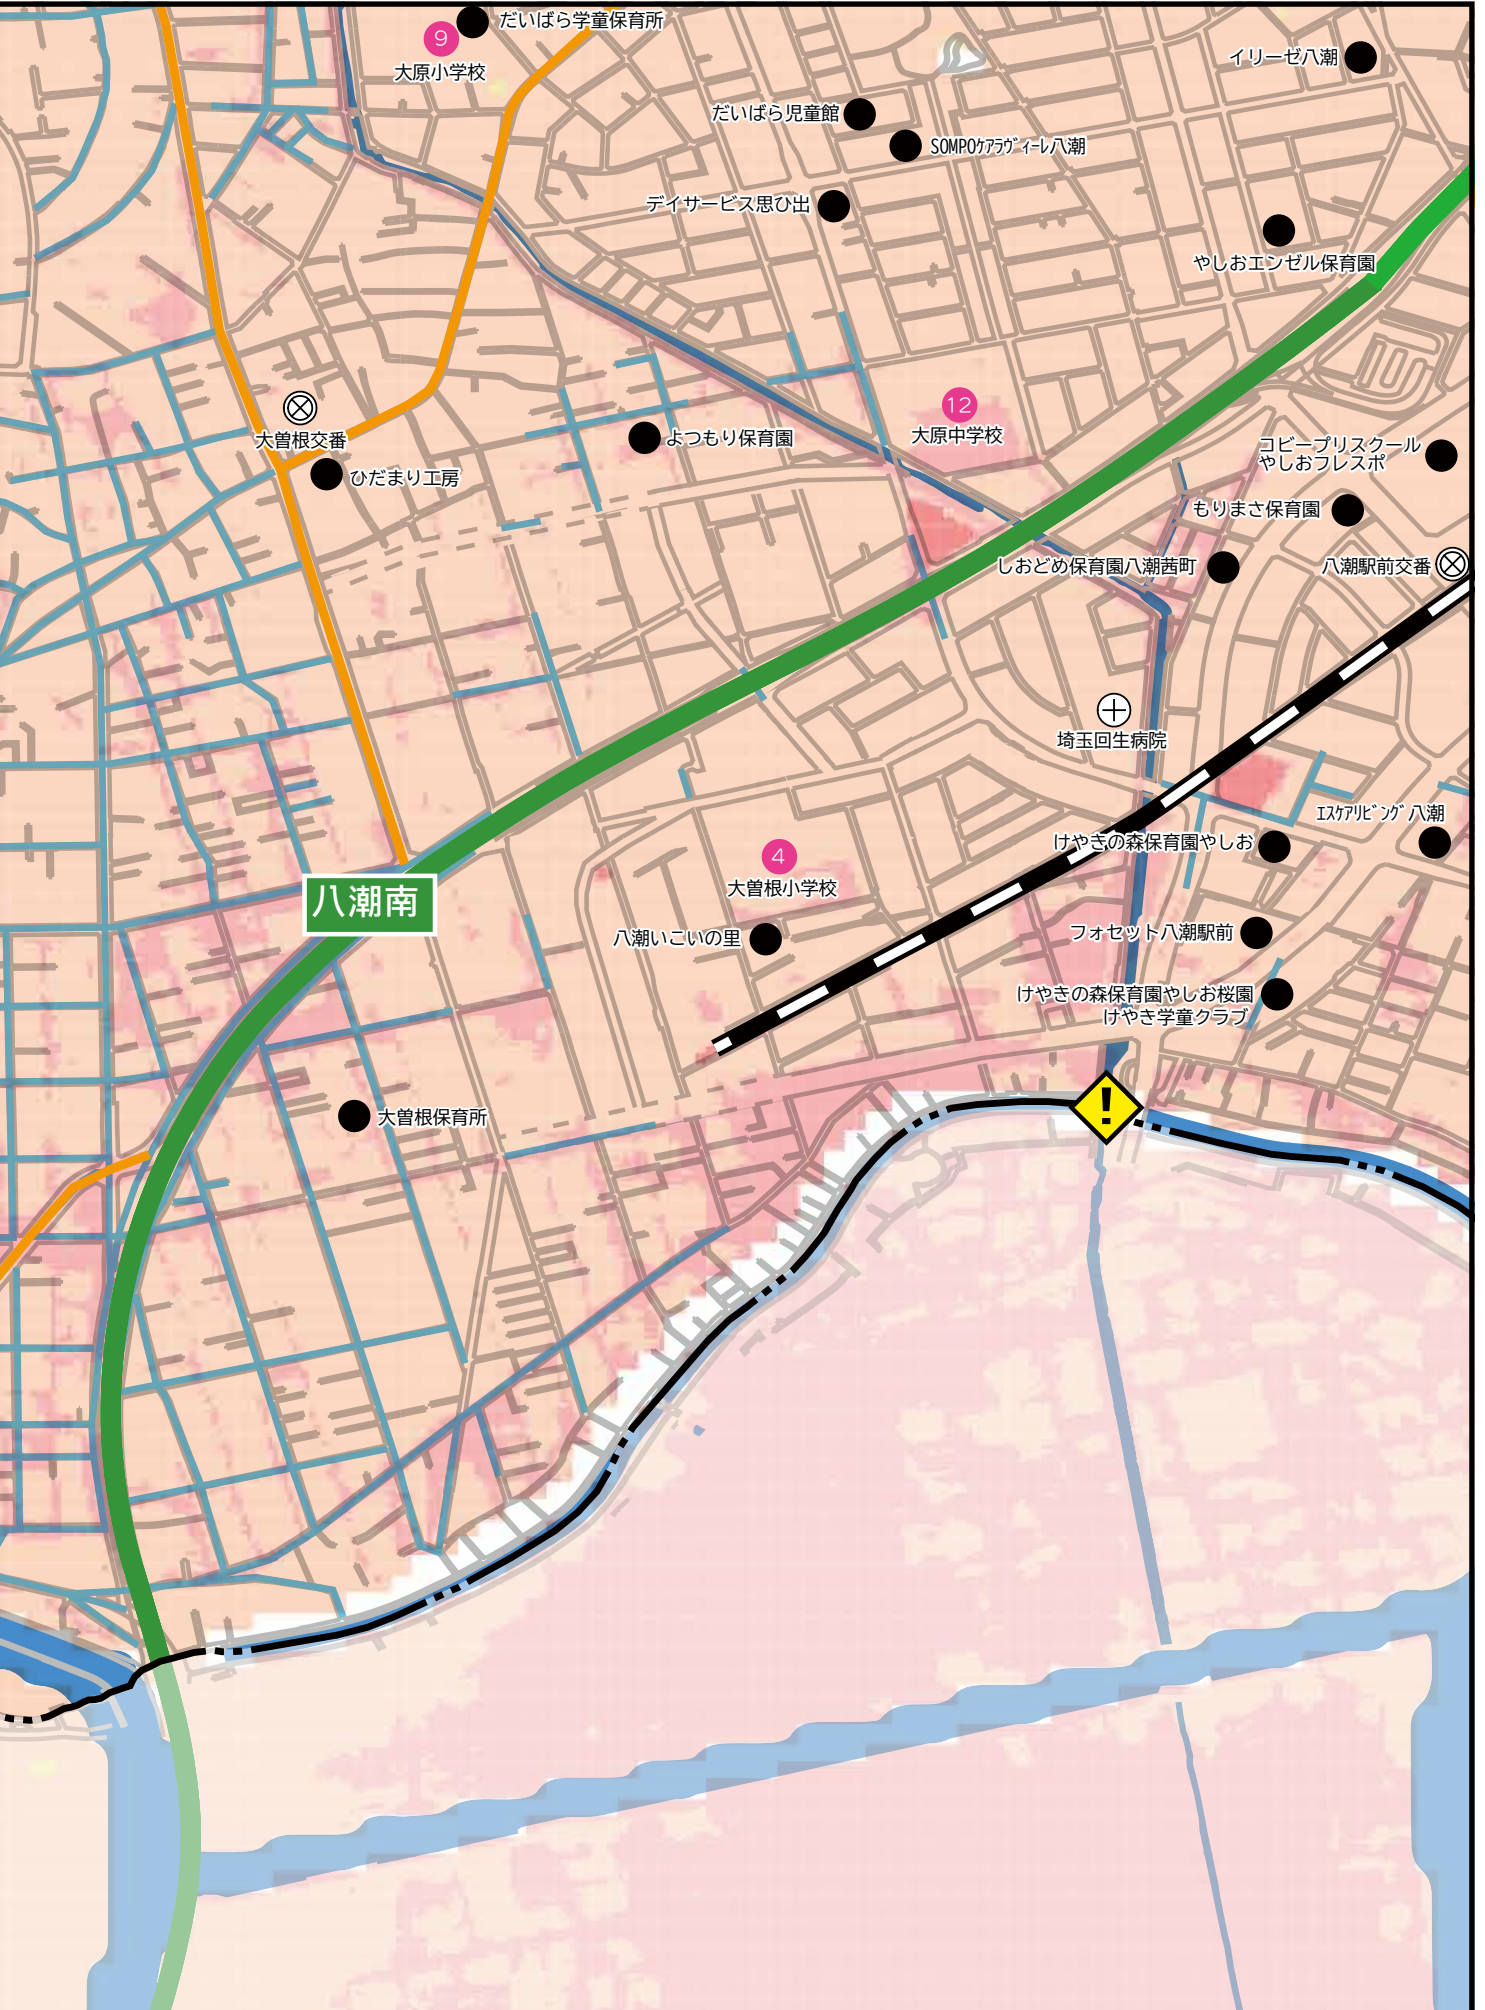 だいばら学童保育所
9
大原小学校
イリーゼ八潮
だいばら児童館
SOMPOケアラヴィーレ八潮
デイサービス思ひ出
やしおエンゼル保育園
12
大原中学校
大曽根交番
よつもり保育園
コビープリスクール
やしおフレスポ
ひだまり工房
もりまさ保育園
しおどめ保育園八潮茜町
八潮駅前交番
埼玉回生病院
エスケアリビング八潮
けやきの森保育園やしお
4
大曽根小学校
八潮南
八潮いこいの里
フォセット八潮駅前
けやきの森保育園やしお桜園
けやき学童クラブ
大曽根保育所
!